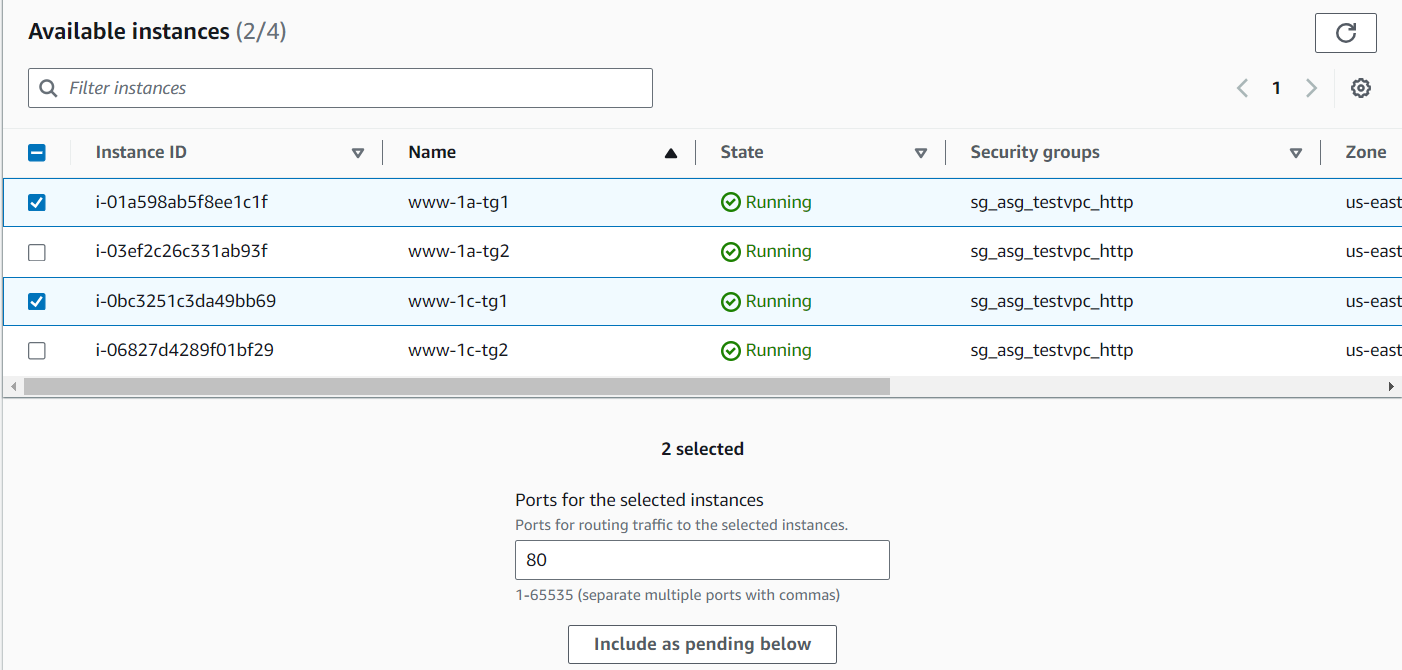 Available instances (2/4)
Filter instances
1
Instance ID Name State Security groups Zone
i-01a598ab5f8ee1c1f www-1a-tg1 Running sg_asg_testvpc_http us-east
i-03ef2c26c331ab93f www-1a-tg2 Running sg_asg_testvpc_http us-east
i-0bc3251c3da49bb69 www-1c-tg1 Running sg_asg_testvpc_http us-east
i-06827d4289f01bf29 www-1c-tg2 Running sg_asg_testvpc_http us-east
2 selected
Ports for the selected instances
Ports for routing traffic to the selected instances.
80
1-65535 (separate multiple ports with commas)
Include as pending below